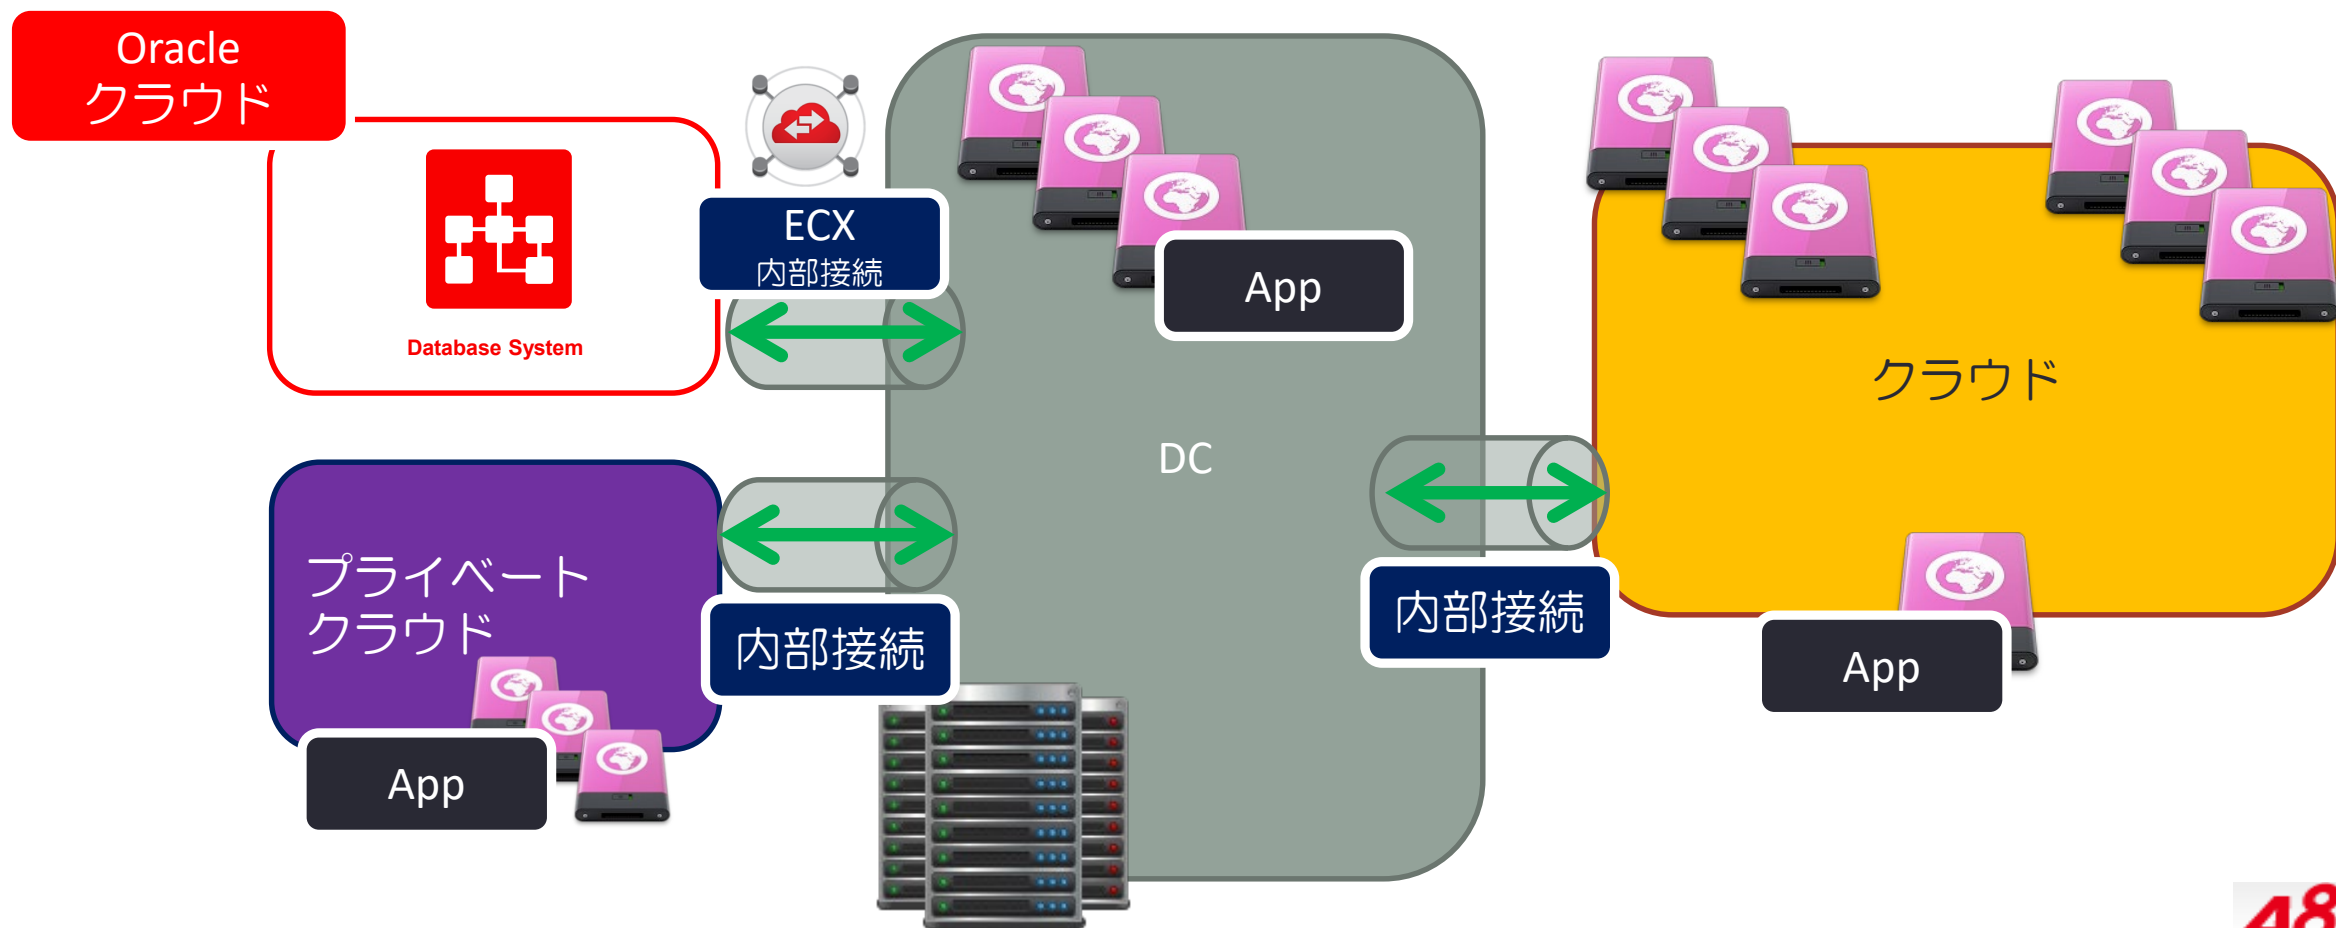 Oracle
クラウド
Database System
ECX
内部接続
App
DC
クラウド
プライベート
クラウド
内部接続
内部接続
App
App
48